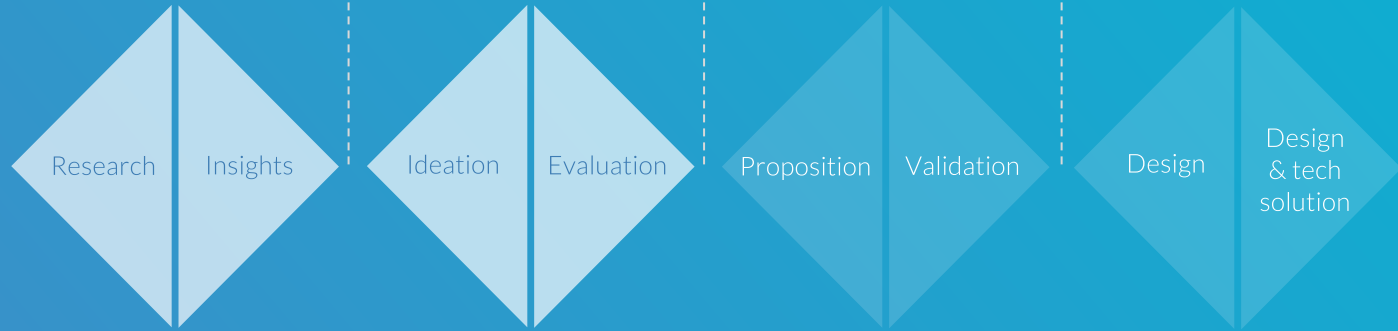 Research
Insights
Ideation
Evaluation
Proposition
Validation
Design
Design
& tech
solution